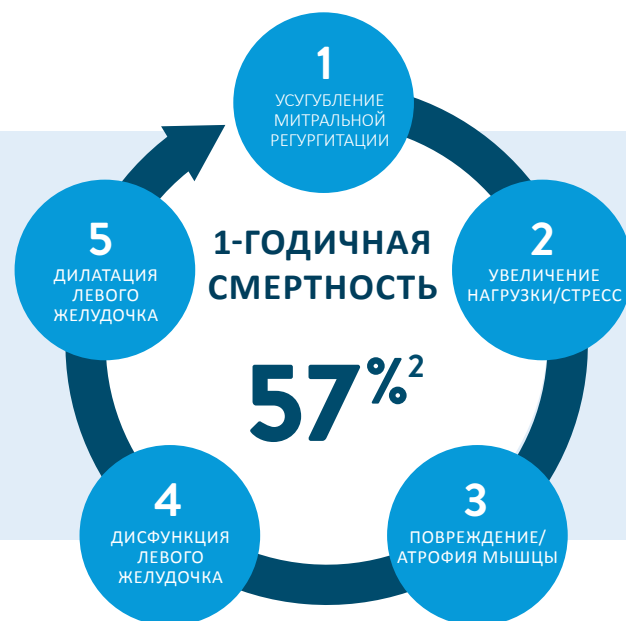 1
УСУГУБЛЕНИЕ
МИТРАЛЬНОЙ
РЕГУРГИТАЦИИ
2
УВЕЛИЧЕНИЕ
НАГРУЗКИ/СТРЕСС
3
ПОВРЕЖДЕНИЕ/
АТРОФИЯ МЫШЦЫ
4
ДИСФУНКЦИЯ
ЛЕВОГО
ЖЕЛУДОЧКА
5
ДИЛАТАЦИЯ
ЛЕВОГО
ЖЕЛУДОЧКА
1-ГОДИЧНАЯ
СМЕРТНОСТЬ
57%²